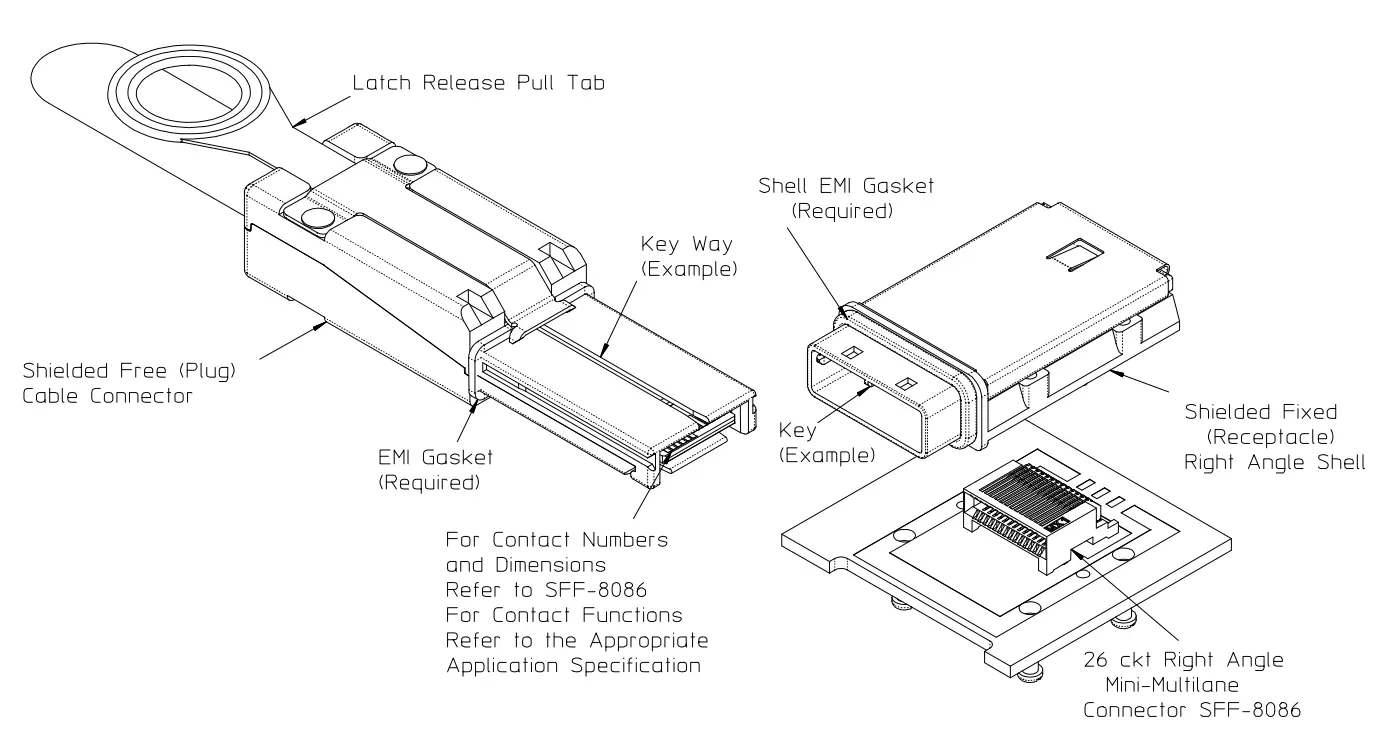 Latch Release Pull Tab
Shell EMI Gasket
(Required)
Key Way
(Example)
Shielded Free (Plug)
Cable Connector
Key
(Example)
Shielded Fixed
(Receptacle)
Right Angle Shell
EMI Gasket
(Required)
For Contact Numbers
and Dimensions
Refer to SFF-8086
For Contact Functions
Refer to the Appropriate
Application Specification
26 ckt Right Angle
Mini-Multilane
Connector SFF-8086